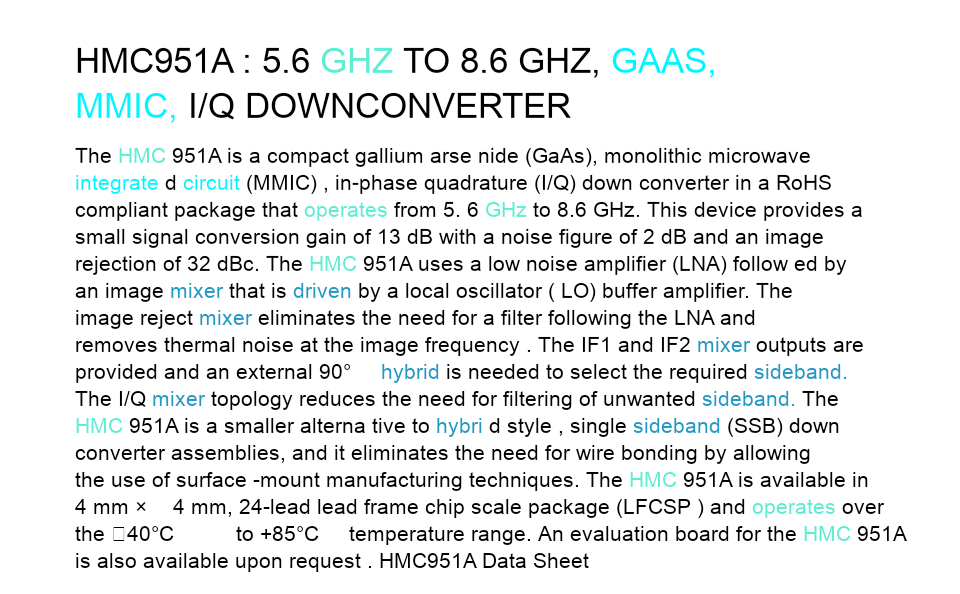 HMC951A : 5.6 GHZ TO 8.6 GHZ, GAAS,
MMIC, I/Q DOWNCONVERTER
The HMC 951A is a compact gallium arse nide (GaAs), monolithic microwave
integrate d circuit (MMIC) , in-phase quadrature (I/Q) down converter in a RoHS
compliant package that operates from 5. 6 GHz to 8.6 GHz. This device provides a
small signal conversion gain of 13 dB with a noise figure of 2 dB and an image
rejection of 32 dBc. The HMC 951A uses a low noise amplifier (LNA) follow ed by
an image mixer that is driven by a local oscillator ( LO) buffer amplifier. The
image reject mixer eliminates the need for a filter following the LNA and
removes thermal noise at the image frequency . The IF1 and IF2 mixer outputs are
provided and an external 90° hybrid is needed to select the required sideband.
The I/Q mixer topology reduces the need for filtering of unwanted sideband. The
HMC 951A is a smaller alterna tive to hybri d style , single sideband (SSB) down
converter assemblies, and it eliminates the need for wire bonding by allowing
the use of surface -mount manufacturing techniques. The HMC 951A is available in
4 mm × 4 mm, 24-lead lead frame chip scale package (LFCSP ) and operates over
the □40°C to +85°C temperature range. An evaluation board for the HMC 951A
is also available upon request . HMC951A Data Sheet